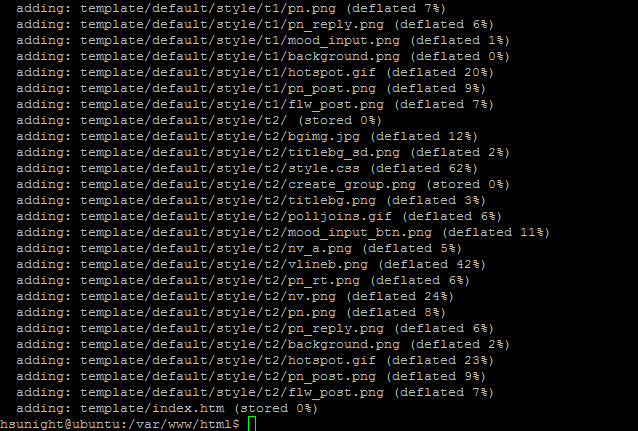 adding: template/default/style/t1/pn.png (deflated 7%)
adding: template/default/style/t1/pn_reply.png (deflated 6%)
adding: template/default/style/t1/mood_input.png (deflated 1%)
adding: template/default/style/t1/background.png (deflated 0%)
adding: template/default/style/t1/hotspot.gif (deflated 20%)
adding: template/default/style/t1/pn_post.png (deflated 9%)
adding: template/default/style/t1/flw_post.png (deflated 7%)
adding: template/default/style/t2/ (stored 0%)
adding: template/default/style/t2/bgimg.jpg (deflated 12%)
adding: template/default/style/t2/titlebg_sd.png (deflated 2%)
adding: template/default/style/t2/style.css (deflated 62%)
adding: template/default/style/t2/create_group.png (stored 0%)
adding: template/default/style/t2/titlebg.png (deflated 3%)
adding: template/default/style/t2/polljoins.gif (deflated 6%)
adding: template/default/style/t2/mood_input_btn.png (deflated 11%)
adding: template/default/style/t2/nv_a.png (deflated 5%)
adding: template/default/style/t2/vlineb.png (deflated 42%)
adding: template/default/style/t2/pn_rt.png (deflated 6%)
adding: template/default/style/t2/nv.png (deflated 24%)
adding: template/default/style/t2/pn.png (deflated 8%)
adding: template/default/style/t2/pn_reply.png (deflated 6%)
adding: template/default/style/t2/background.png (deflated 2%)
adding: template/default/style/t2/hotspot.gif (deflated 23%)
adding: template/default/style/t2/pn_post.png (deflated 9%)
adding: template/default/style/t2/flw_post.png (deflated 7%)
adding: template/index.htm (stored 0%)
hsunight@ubuntu:/var/www/html$